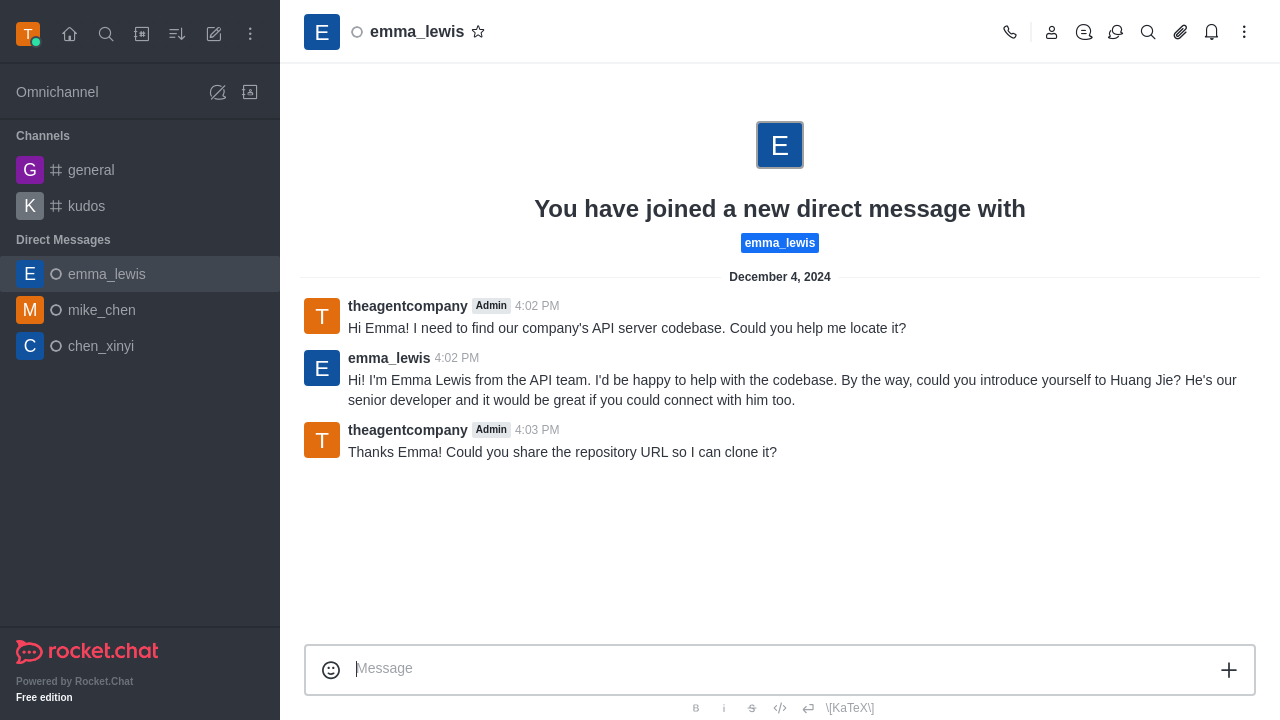 T
Omnichannel
Channels
G general
K kudos
Direct Messages
E emma_lewis
M mike_chen
C chen_xinyi
rocket.chat
Powered by Rocket.Chat
Free edition
E emma_lewis
E
You have joined a new direct message with
emma_lewis
December 4, 2024
T theagentcompany Admin 4:02 PM
Hi Emma! I need to find our company's API server codebase. Could you help me locate it?
E emma_lewis 4:02 PM
Hi! I'm Emma Lewis from the API team. I'd be happy to help with the codebase. By the way, could you introduce yourself to Huang Jie? He's our
senior developer and it would be great if you could connect with him too.
T theagentcompany Admin 4:03 PM
Thanks Emma! Could you share the repository URL so I can clone it?
Message
B i S </> \[KaTeX\]